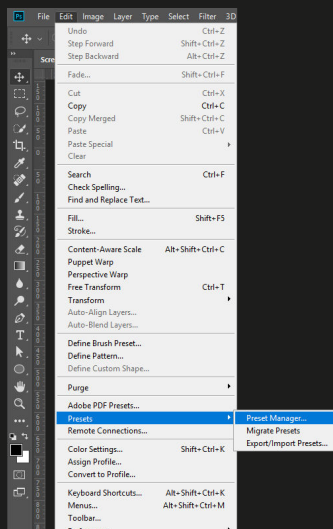 Ps File Edit Image Layer Type Select Filter 3D
Scre
Undo Ctrl+Z
Step Forward Shift+Ctrl+Z
Step Backward Alt+Ctrl+Z
Fade... Shift+Ctrl+F
Cut Ctrl+X
Copy Ctrl+C
Copy Merged Shift+Ctrl+C
Paste Ctrl+V
Paste Special
Clear
Search Ctrl+F
Check Spelling...
Find and Replace Text...
Fill... Shift+F5
Stroke...
Content-Aware Scale Alt+Shift+Ctrl+C
Puppet Warp
Perspective Warp
Free Transform Ctrl+T
Transform
Auto-Align Layers...
Auto-Blend Layers...
Define Brush Preset...
Define Pattern...
Define Custom Shape...
Purge
Adobe PDF Presets...
Presets Preset Manager...
Migrate Presets
Remote Connections...
Export/Import Presets...
Color Settings... Shift+Ctrl+K
Assign Profile...
Convert to Profile...
Keyboard Shortcuts... Alt+Shift+Ctrl+K
Menus... Alt+Shift+Ctrl+M
Toolbar...